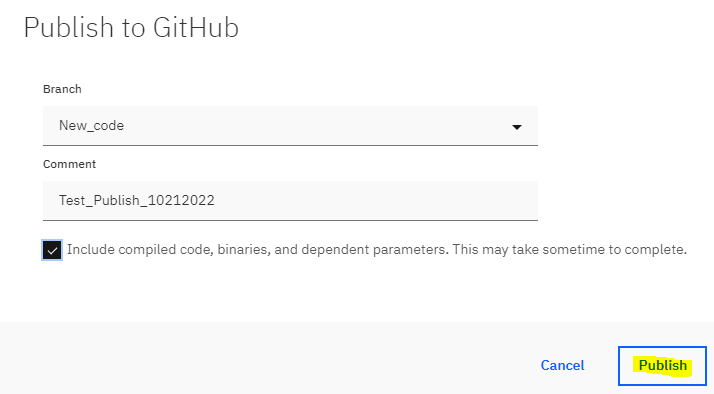 Publish to GitHub
Branch
New_code
Comment
Test_Publish_10212022
Include compiled code, binaries, and dependent parameters. This may take sometime to complete.
Cancel Publish